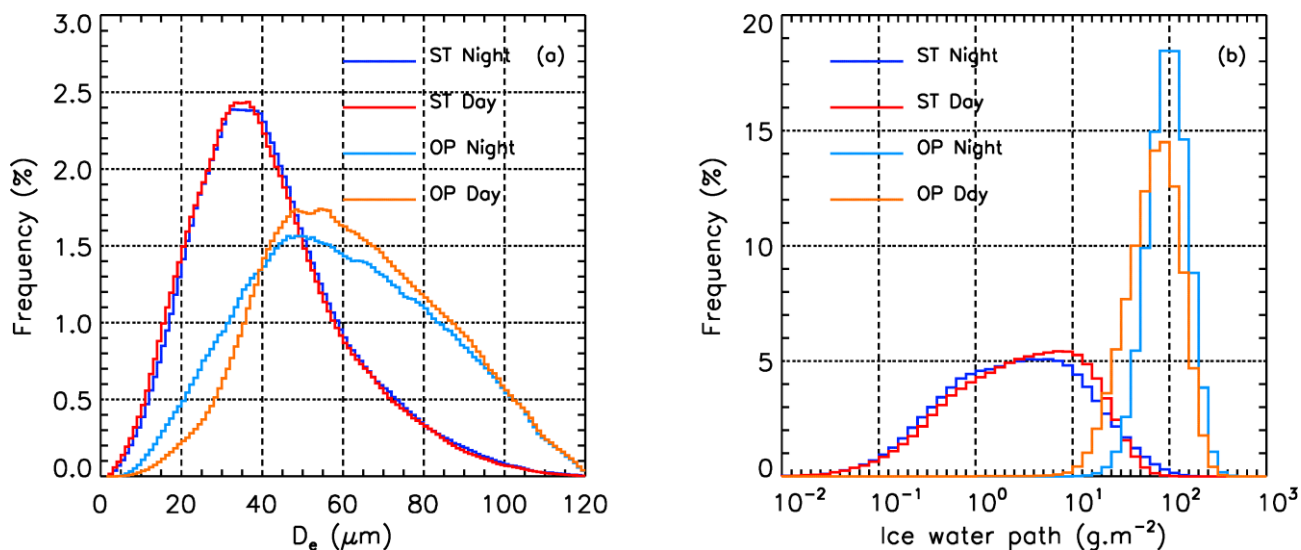 3.0
2.5
2.0
1.5
1.0
0.5
0.0
Frequency (%)
ST Night
ST Day
OP Night
OP Day
(a)
0 20 40 60 80 100 120
D_e (μm)
20
15
10
5
0
Frequency (%)
ST Night
ST Day
OP Night
OP Day
(b)
10⁻² 10⁻¹ 10⁰ 10¹ 10² 10³
Ice water path (g.m⁻²)